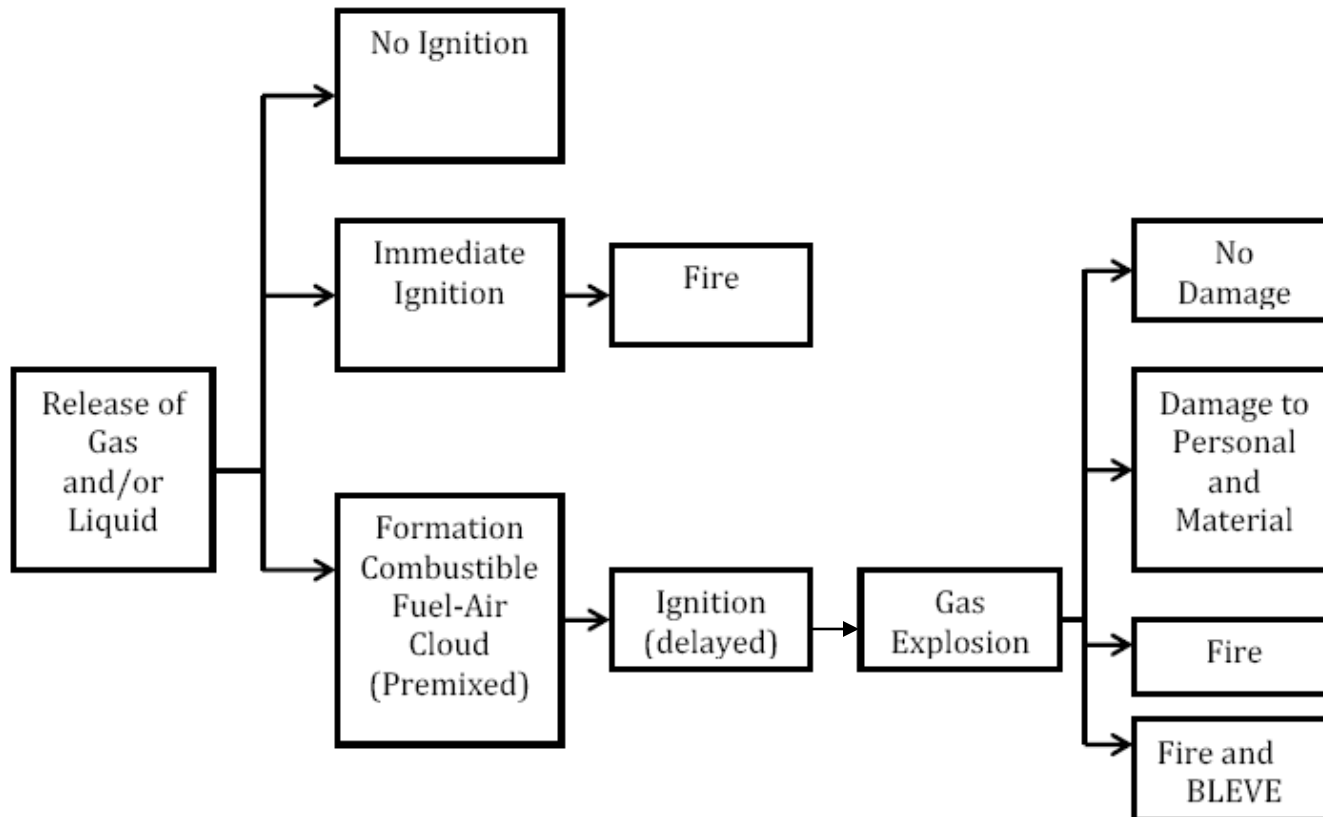 No Ignition
Immediate
Ignition
Fire
No
Damage
Release of
Gas
and/or
Liquid
Damage to
Personal
and
Material
Formation
Combustible
Fuel-Air
Cloud
(Premixed)
Ignition
(delayed)
Gas
Explosion
Fire
Fire and
BLEVE